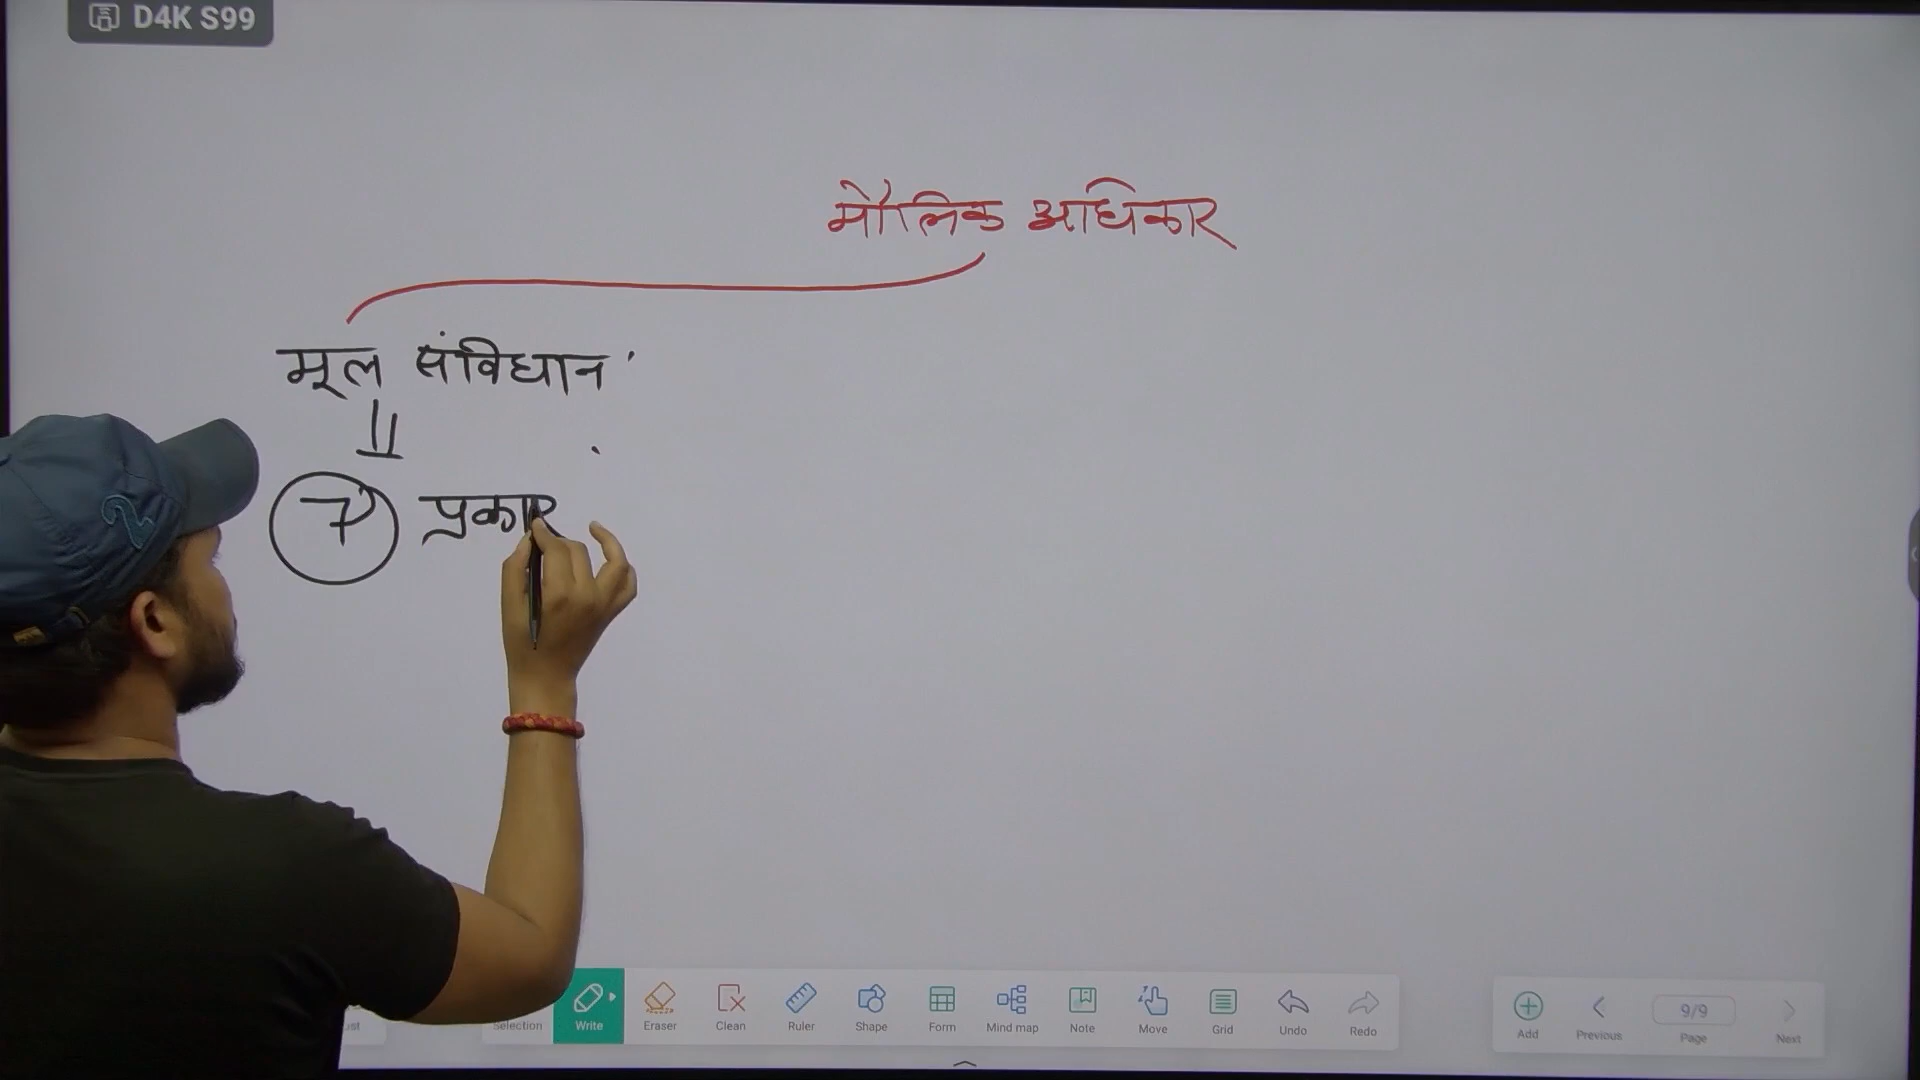 D4K S99
मौलिक अधिकार
मूल संविधान
7 प्रकार
Selection Write Eraser Clean Ruler Shape Form Mind map Note Move Grid Undo Redo
Add Previous 9/9 Page Next